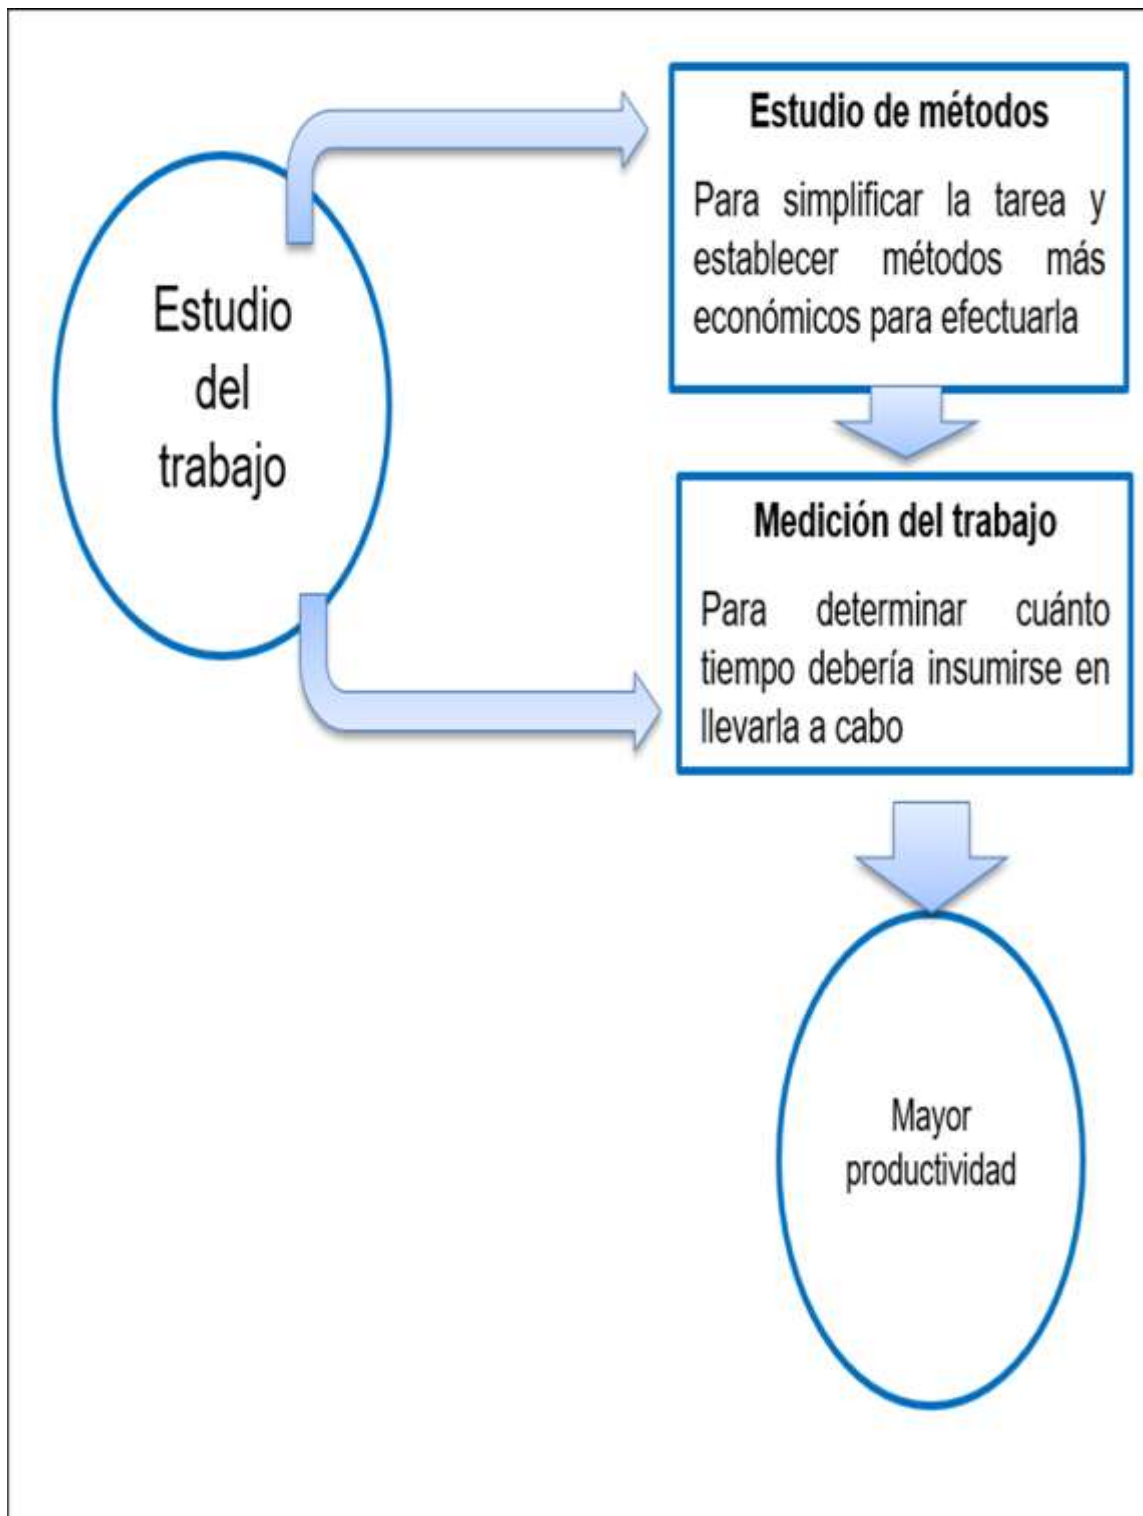 Estudio
del
trabajo
Estudio de métodos
Para simplificar la tarea y
establecer métodos más
económicos para efectuarla
Medición del trabajo
Para determinar cuánto
tiempo debería insumirse en
llevarla a cabo
Mayor
productividad